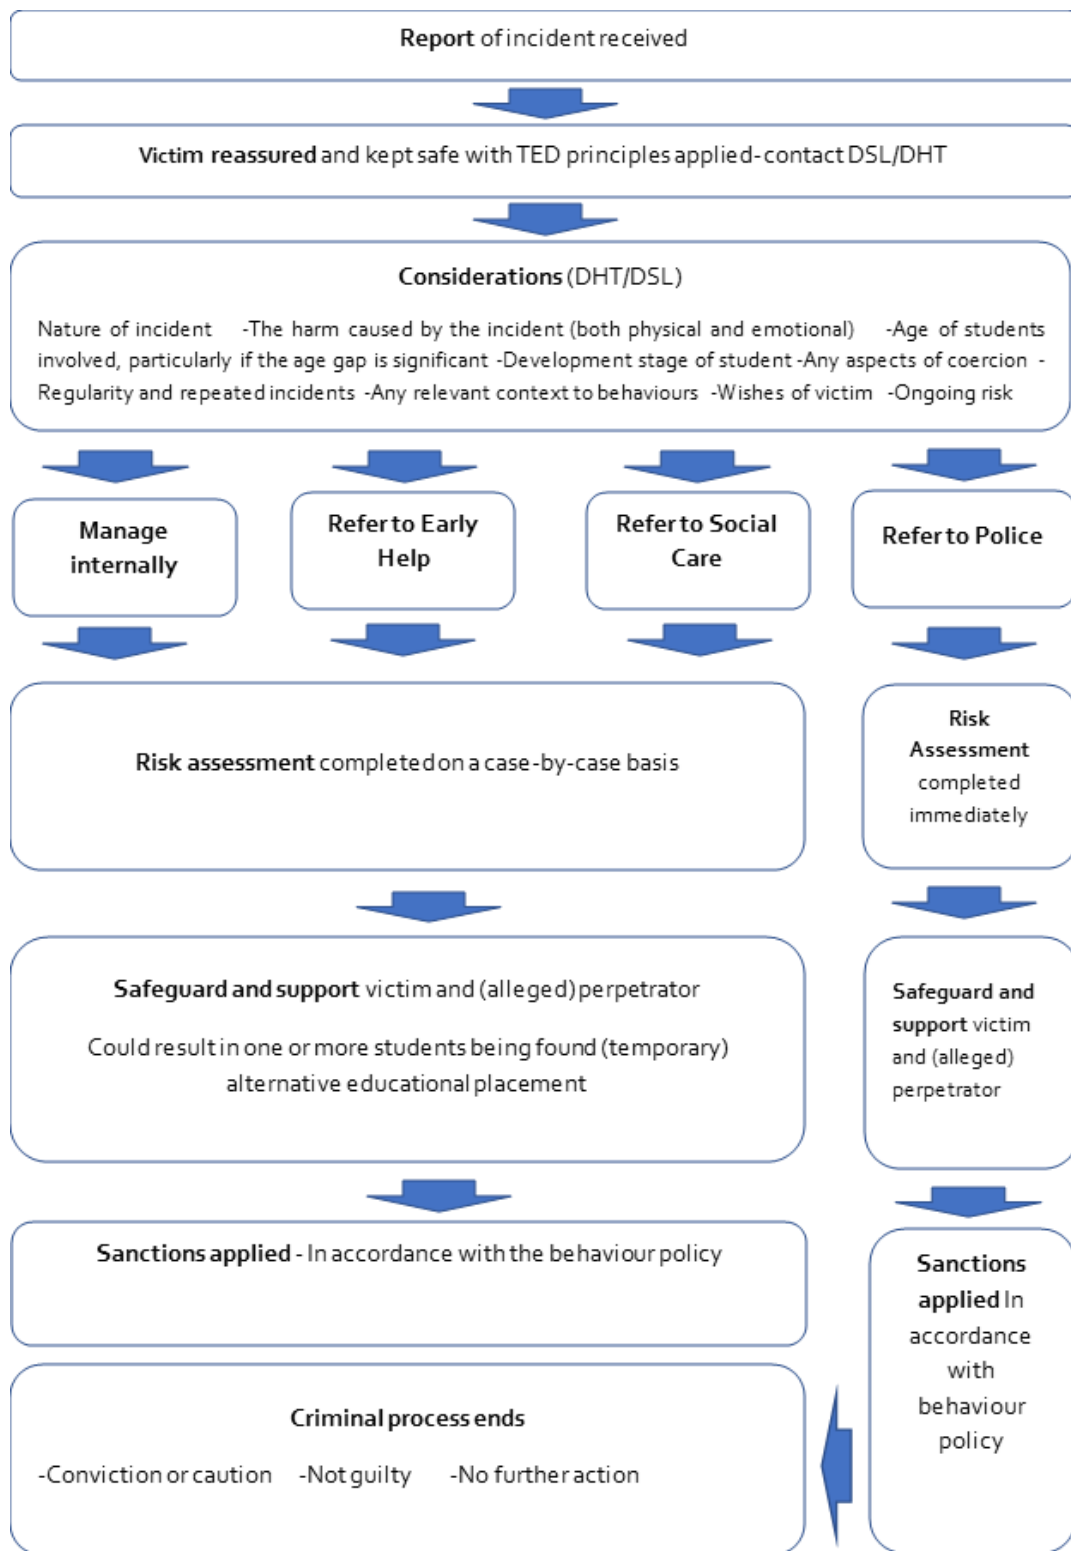 Report of incident received
Victim reassured and kept safe with TED principles applied-contact DSL/DHT
Considerations (DHT/DSL)
Nature of incident -The harm caused by the incident (both physical and emotional) -Age of students
involved, particularly if the age gap is significant -Development stage of student -Any aspects of coercion -
Regularity and repeated incidents -Any relevant context to behaviours -Wishes of victim -Ongoing risk
Manage
internally
Refer to Early
Help
Refer to Social
Care
Refer to Police
Risk assessment completed on a case-by-case basis
Risk
Assessment
completed
immediately
Safeguard and support victim and (alleged) perpetrator
Could result in one or more students being found (temporary)
alternative educational placement
Safeguard and
support victim
and (alleged)
perpetrator
Sanctions applied - In accordance with the behaviour policy
Sanctions
applied In
accordance
with
behaviour
policy
Criminal process ends
-Conviction or caution -Not guilty -No further action